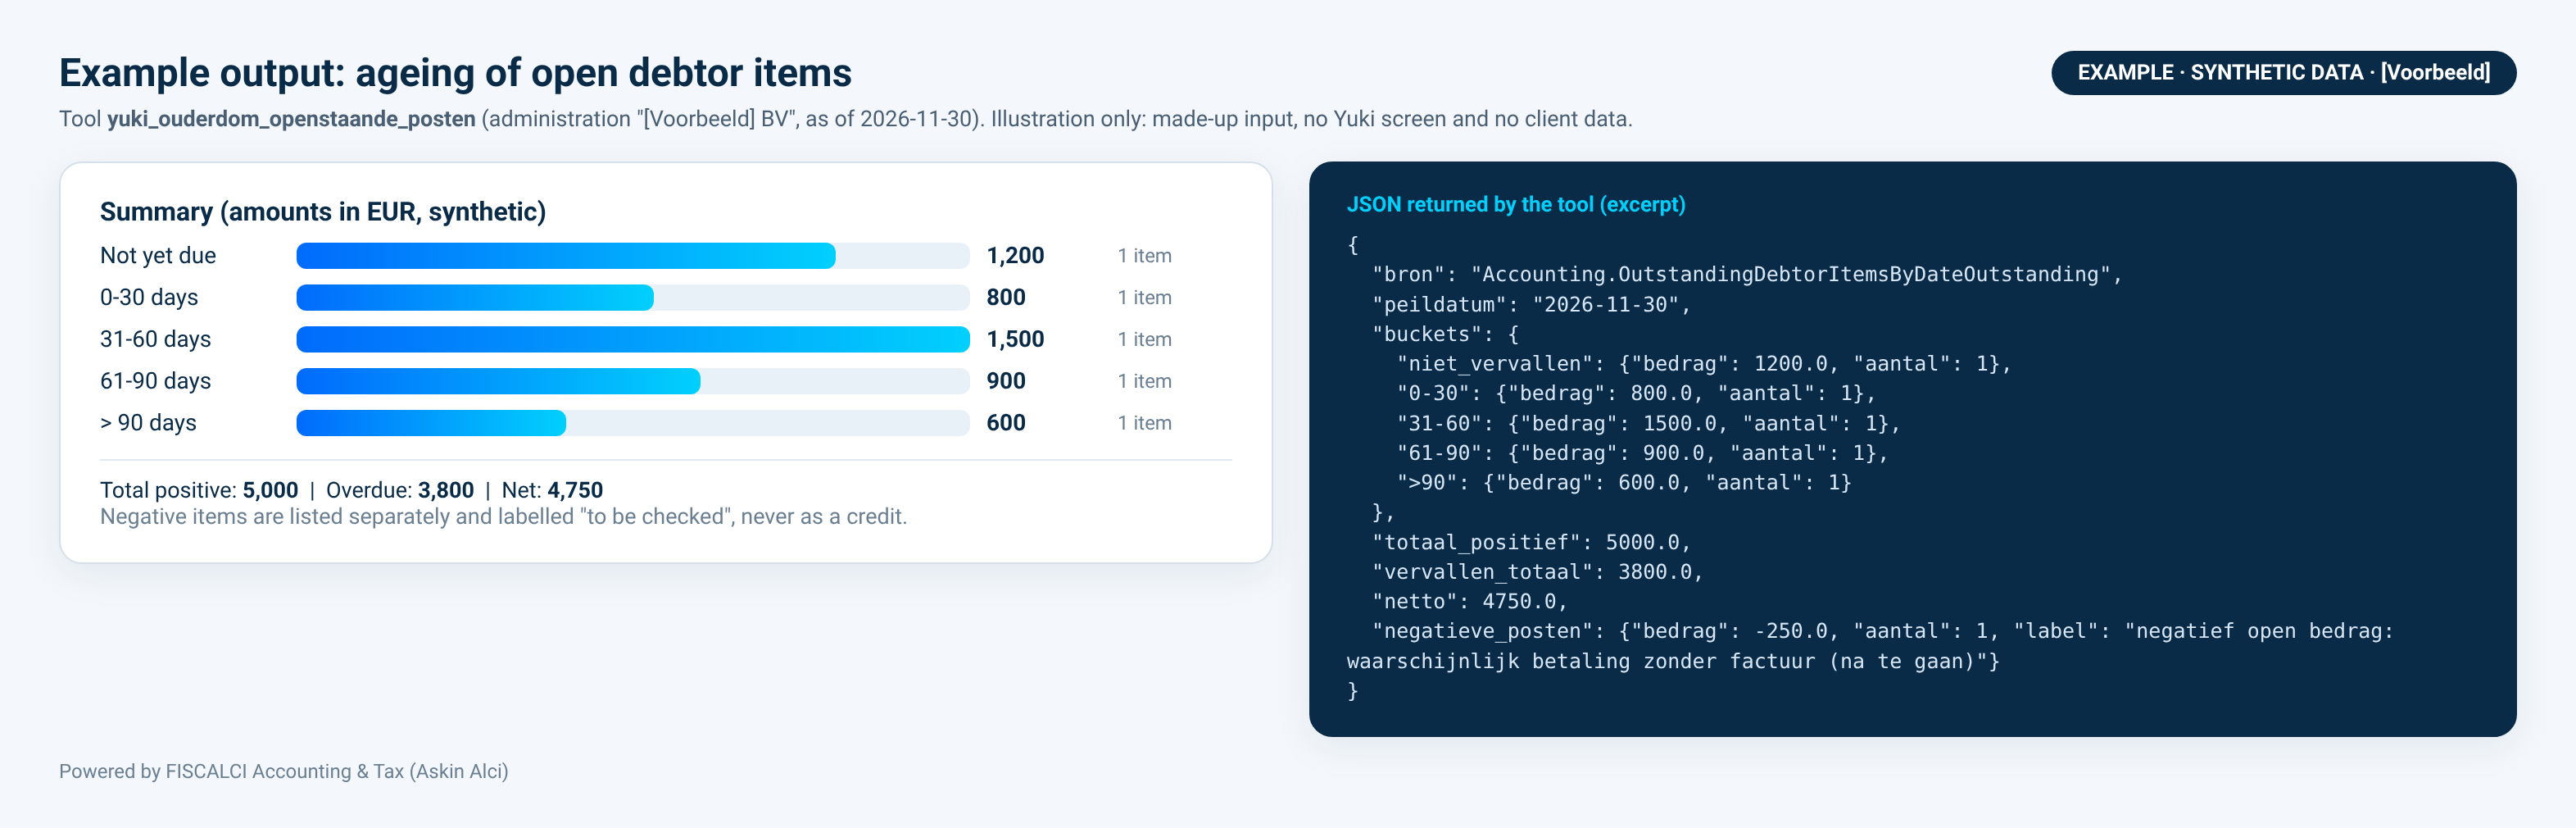 Example output: ageing of open debtor items
EXAMPLE · SYNTHETIC DATA · [Voorbeeld]
Tool yuki_ouderdom_openstaande_posten (administration "[Voorbeeld] BV", as of 2026-11-30). Illustration only: made-up input, no Yuki screen and no client data.
Summary (amounts in EUR, synthetic)
Not yet due 1,200 1 item
0-30 days 800 1 item
31-60 days 1,500 1 item
61-90 days 900 1 item
> 90 days 600 1 item
Total positive: 5,000 | Overdue: 3,800 | Net: 4,750
Negative items are listed separately and labelled "to be checked", never as a credit.
JSON returned by the tool (excerpt)
{
  "bron": "Accounting.OutstandingDebtorItemsByDateOutstanding",
  "peildatum": "2026-11-30",
  "buckets": {
    "niet_vervallen": {"bedrag": 1200.0, "aantal": 1},
    "0-30": {"bedrag": 800.0, "aantal": 1},
    "31-60": {"bedrag": 1500.0, "aantal": 1},
    "61-90": {"bedrag": 900.0, "aantal": 1},
    ">90": {"bedrag": 600.0, "aantal": 1}
  },
  "totaal_positief": 5000.0,
  "vervallen_totaal": 3800.0,
  "netto": 4750.0,
  "negatieve_posten": {"bedrag": -250.0, "aantal": 1, "label": "negatief open bedrag:
waarschijnlijk betaling zonder factuur (na te gaan)"}
}
Powered by FISCALCI Accounting & Tax (Askin Alci)